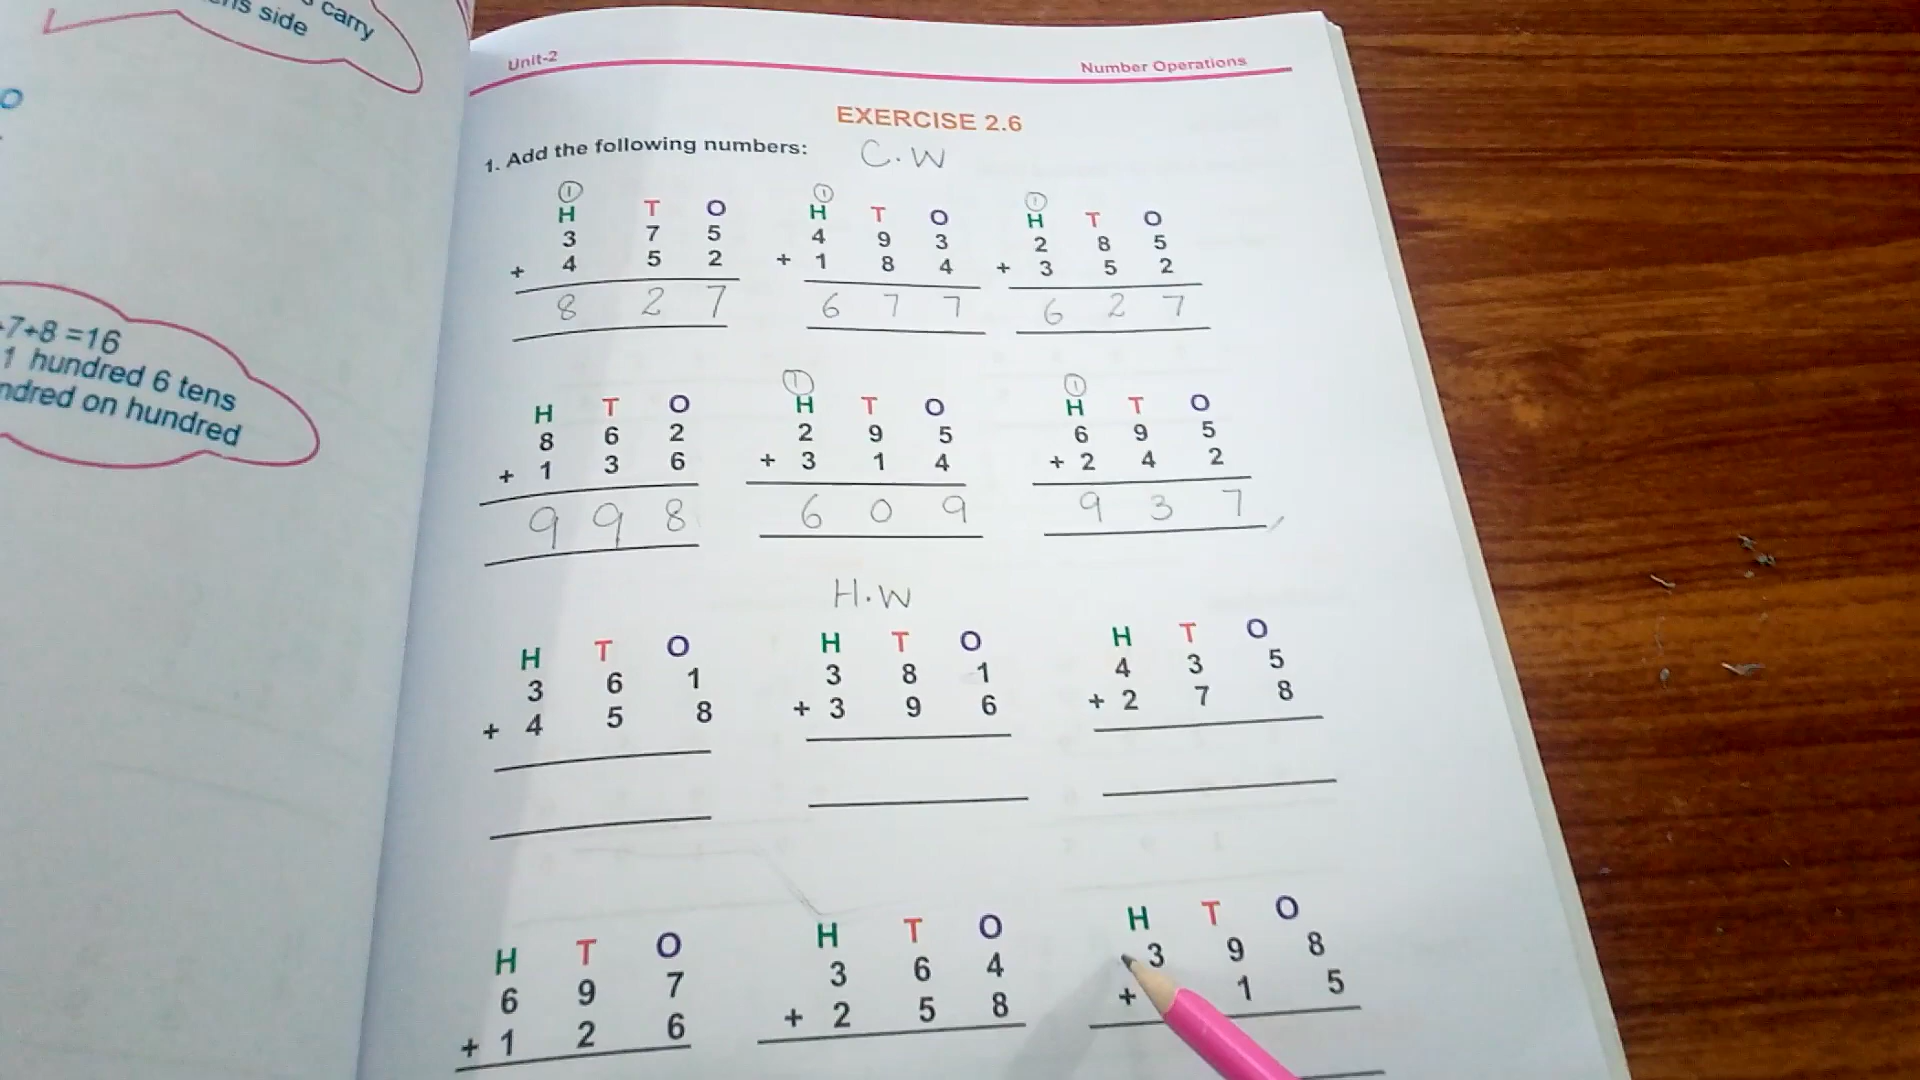 carry
ns side
O
7+8 =16
1 hundred 6 tens
ndred on hundred
Unit-2
Number Operations
EXERCISE 2.6
1. Add the following numbers:
C.W
1 1 1
H T O H T O H T O
3 7 5 4 9 3 2 8 5
+ 4 5 2 + 1 8 4 + 3 5 2
8 2 7 6 7 7 6 2 7
1 1
H T O H T O H T O
8 6 2 2 9 5 6 9 5
+ 1 3 6 + 3 1 4 + 2 4 2
9 9 8 6 0 9 9 3 7
H.W
H T O H T O H T O
3 6 1 3 8 1 4 3 5
+ 4 5 8 + 3 9 6 + 2 7 8
H T O H T O H T O
6 9 7 3 6 4 3 9 8
+ 1 2 6 + 2 5 8 + 1 5